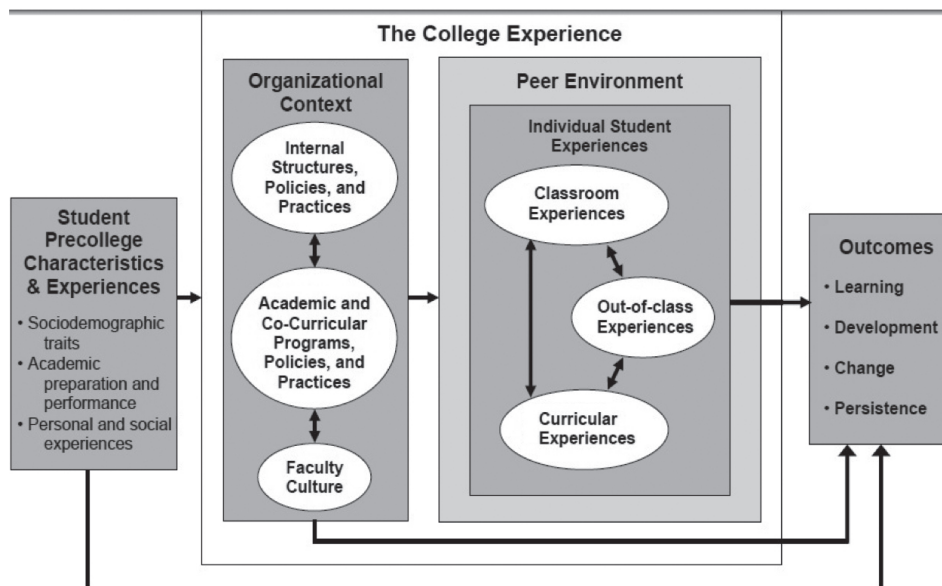 The College Experience
Student
Precollege
Characteristics
& Experiences
• Sociodemographic
traits
• Academic
preparation and
performance
• Personal and social
experiences
Organizational
Context
Internal
Structures,
Policies, and
Practices
Academic and
Co-Curricular
Programs,
Policies, and
Practices
Faculty
Culture
Peer Environment
Individual Student
Experiences
Classroom
Experiences
Out-of-class
Experiences
Curricular
Experiences
Outcomes
• Learning
• Development
• Change
• Persistence